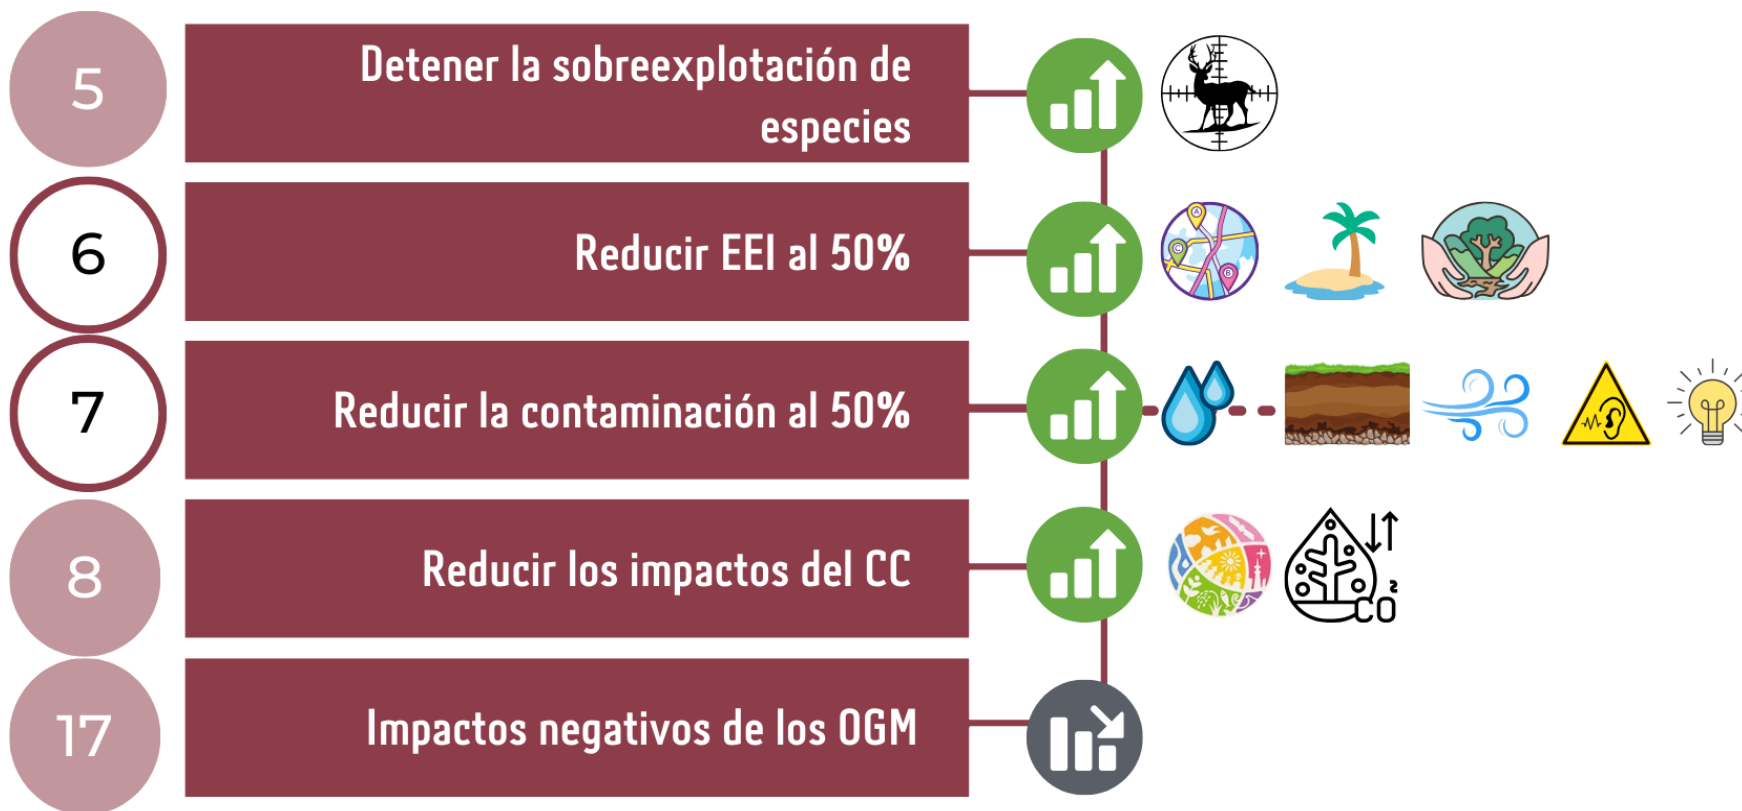 5
Detener la sobreexplotación de
especies
6
Reducir EEI al 50%
A
C
B
7
Reducir la contaminación al 50%
8
Reducir los impactos del CC
CO²
17
Impactos negativos de los OGM